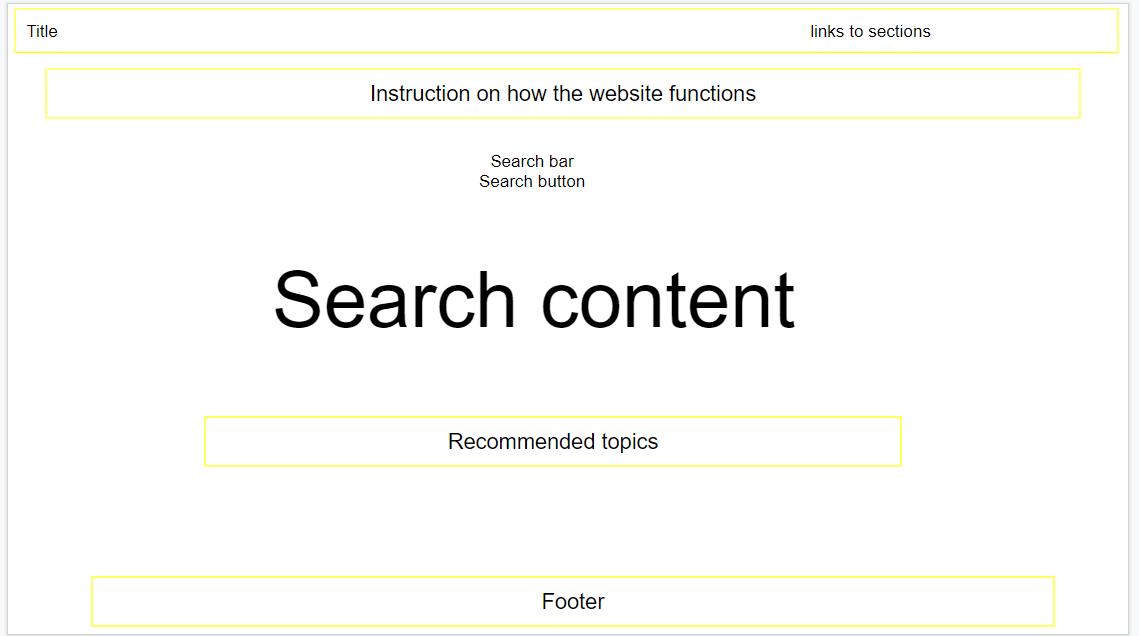 Title links to sections
Instruction on how the website functions
Search bar
Search button
Search content
Recommended topics
Footer